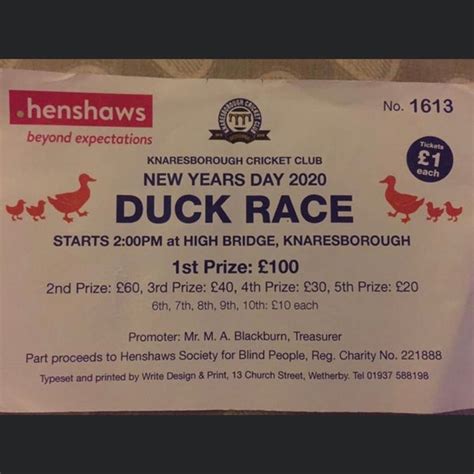 .henshaws
beyond expectations
KNARESBOROUGH CRICKET CLUB
No. 1613
Tickets
£1
each
KNARESBOROUGH CRICKET CLUB
NEW YEARS DAY 2020
DUCK RACE
STARTS 2:00PM at HIGH BRIDGE, KNARESBOROUGH
1st Prize: £100
2nd Prize: £60, 3rd Prize: £40, 4th Prize: £30, 5th Prize: £20
6th, 7th, 8th, 9th, 10th: £10 each
Promoter: Mr. M. A. Blackburn, Treasurer
Part proceeds to Henshaws Society for Blind People, Reg. Charity No. 221888
Typeset and printed by Write Design & Print, 13 Church Street, Wetherby. Tel 01937 588198